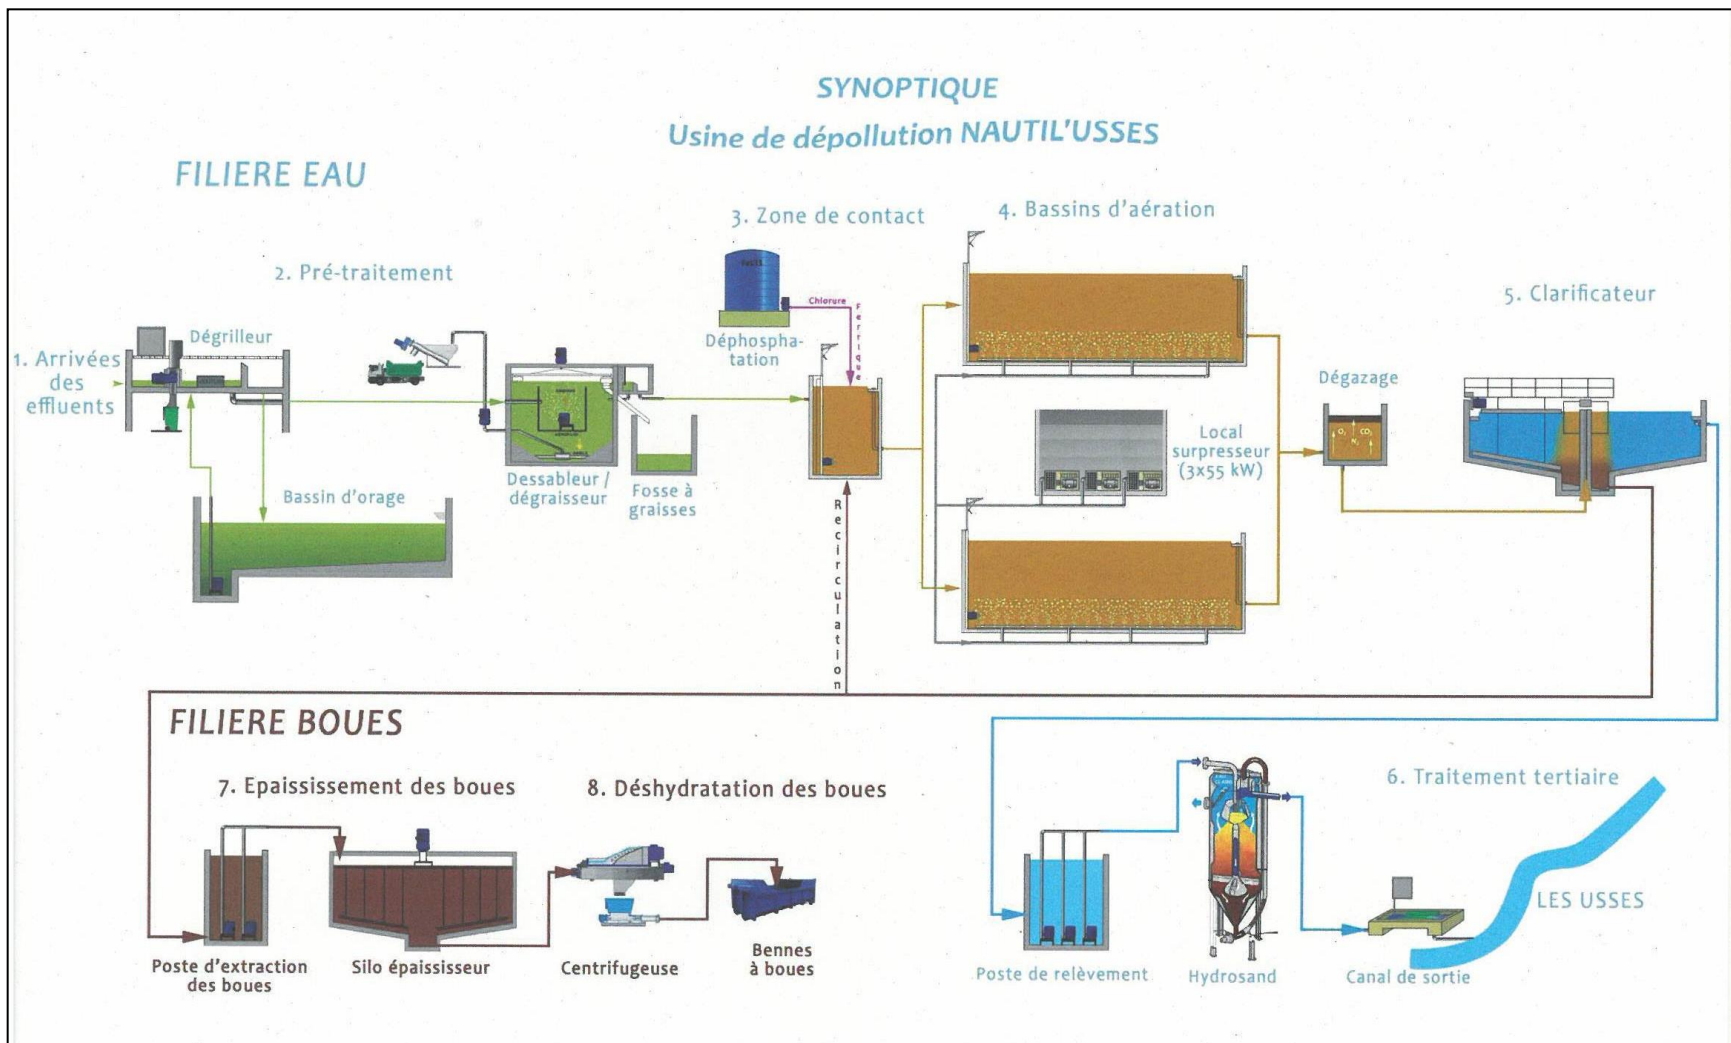 SYNOPTIQUE
Usine de dépollution NAUTIL'USSES
FILIERE EAU
1. Arrivées
des
effluents
2. Pré-traitement
Dégrilleur
Bassin d'orage
Dessableur /
dégraisseur
Fosse à
graisses
3. Zone de contact
Déphospha-
tation
Chlorure
Ferrique
4. Bassins d'aération
Local
surpresseur
(3x55 kW)
Dégazage
O₂
CO₂
N₂
5. Clarificateur
Recirculation
FILIERE BOUES
7. Epaississement des boues
8. Déshydratation des boues
Poste d'extraction
des boues
Silo épaississeur
Centrifugeuse
Bennes
à boues
6. Traitement tertiaire
LES USSES
Poste de relèvement
Hydrosand
Canal de sortie